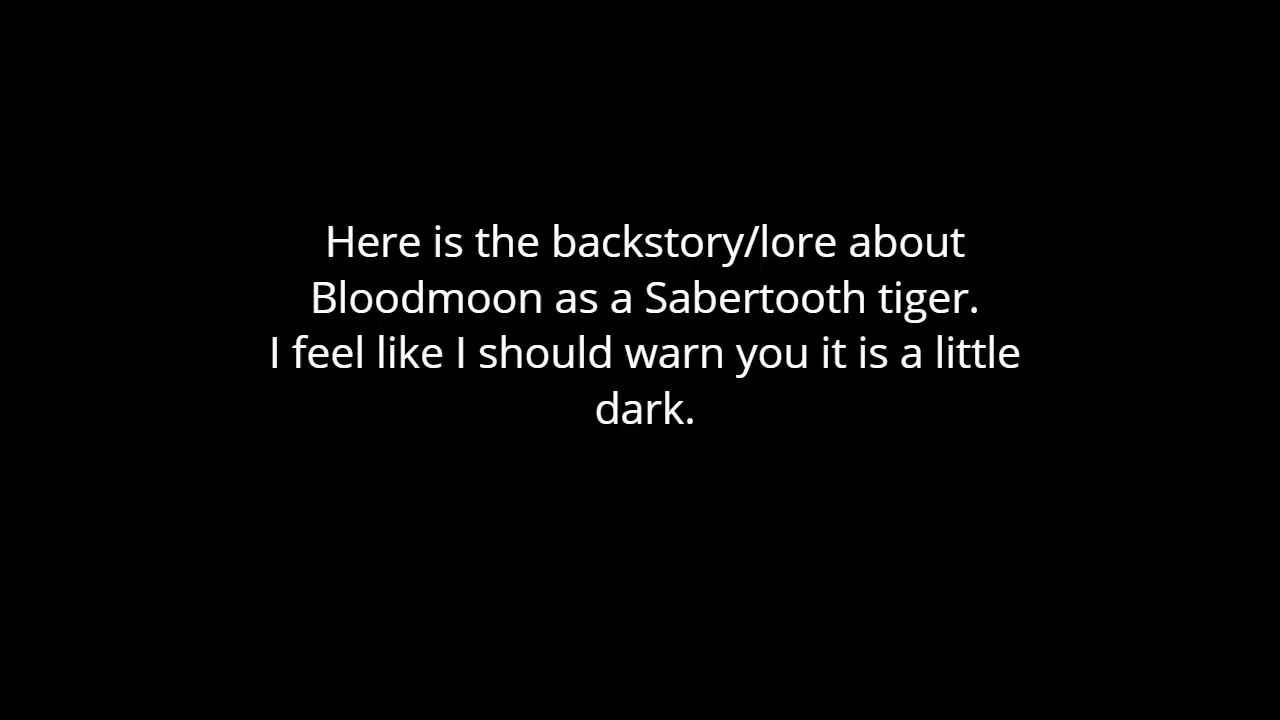 Here is the backstory/lore about
Bloodmoon as a Sabertooth tiger.
I feel like I should warn you it is a little
dark.